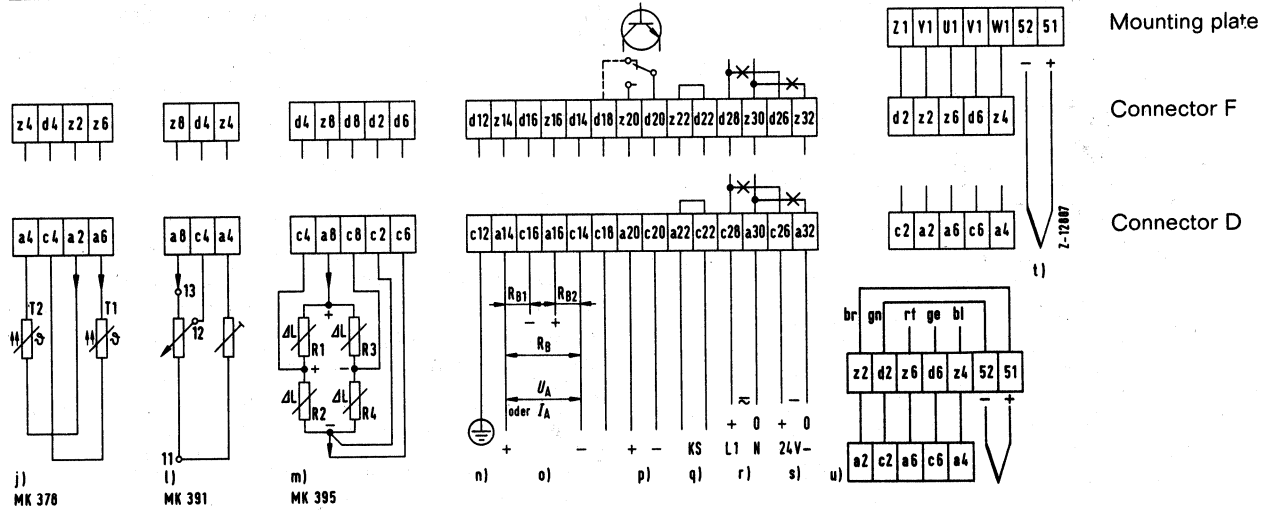 Z1 Y1 U1 V1 W1 52 51 Mounting plate
− +
z4 d4 z2 z6
z8 d4 z4
d4 z8 d8 d2 d6
d12 z14 d16 z16 d14 d18 z20 d20 z22 d22 d28 z30 d26 z32
d2 z2 z6 d6 z4
Connector F
a4 c4 a2 a6
a8 c4 a4
c4 a8 c8 c2 c6
c12 a14 c16 a16 c14 c18 a20 c20 a22 c22 c28 a30 c26 a32
c2 a2 a6 c6 a4
Connector D
Z-12807
t)
T2 T1
ϑ ϑ
13
12
11
+
ΔL R1 ΔL R3
+ −
ΔL R2 ΔL R4
−
RB1 RB2
− +
RB
UA
oder IA
+ − + − KS
≂ −
+ 0 + 0
L1 N 24V−
br gn rt ge bl
z2 d2 z6 d6 z4 52 51
− +
a2 c2 a6 c6 a4
j) l) m) n) o) p) q) r) s) u)
MK 378 MK 391 MK 395